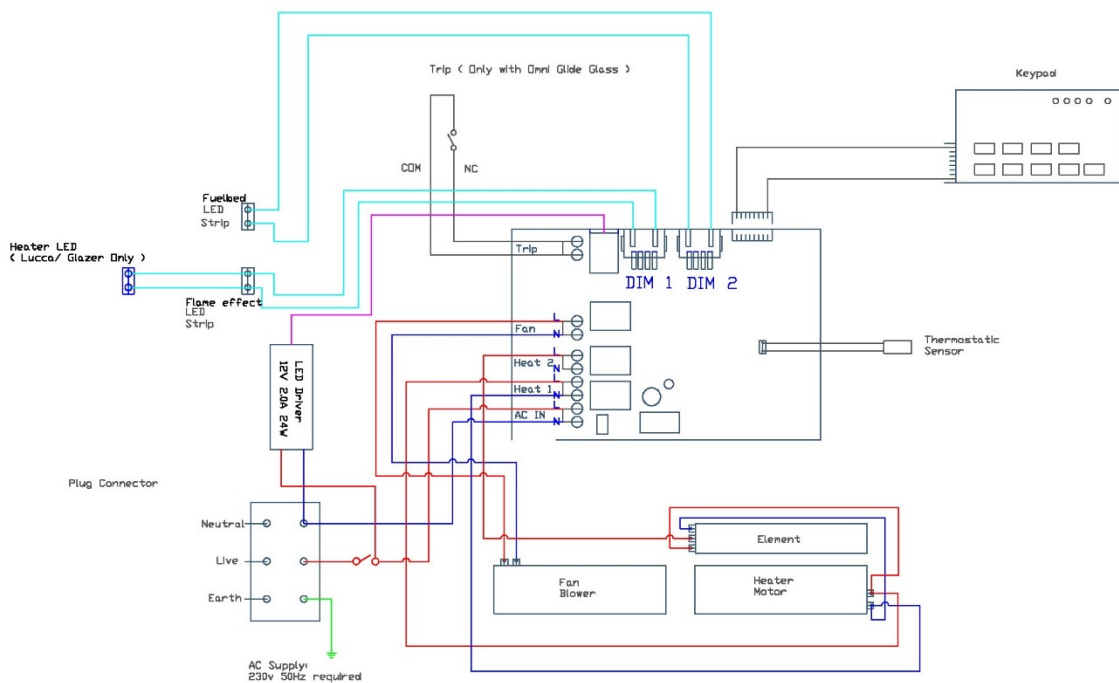 Trip ( Only with Omni Glide Glass )
Keypad
COM
NC
Fuelbed
LED
Strip
Heater LED
( Lucca/ Glazer Only )
Trip
DIM 1
DIM 2
Flame effect
LED
Strip
L
Fan
N
Thermostatic
Sensor
L
Heat 2
N
L
Heat 1
N
L
AC IN
N
LED Driver
12V 2.0A 24W
Plug Connector
Neutral
Live
Earth
Element
Fan
Blower
Heater
Motor
AC Supply:
230v 50Hz required